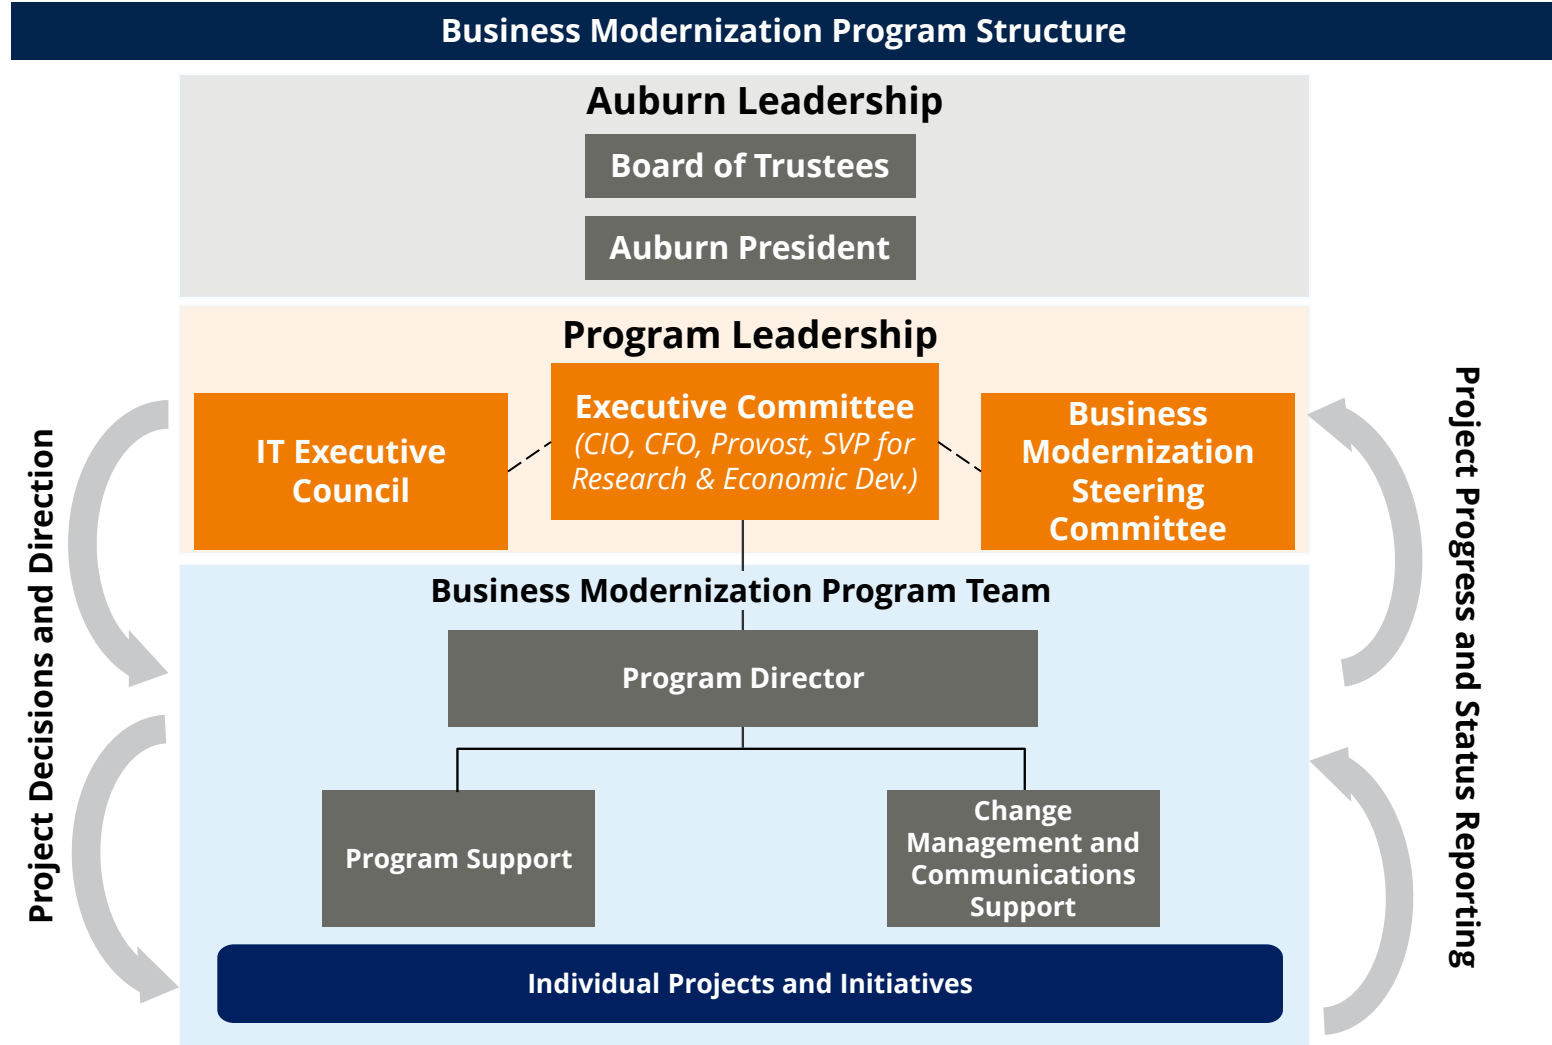 Business Modernization Program Structure
Auburn Leadership
Board of Trustees
Auburn President
Program Leadership
IT Executive
Council
Executive Committee
(CIO, CFO, Provost, SVP for
Research & Economic Dev.)
Business
Modernization
Steering
Committee
Project Decisions and Direction
Project Progress and Status Reporting
Business Modernization Program Team
Program Director
Program Support
Change
Management and
Communications
Support
Individual Projects and Initiatives